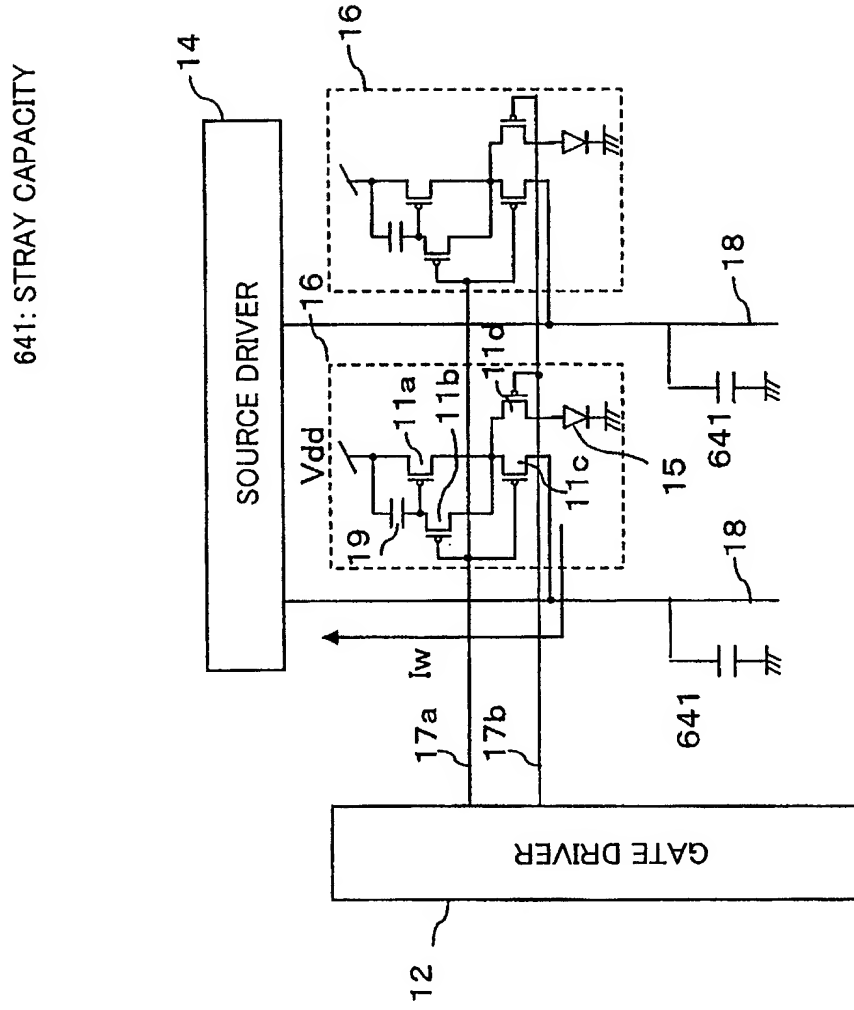 641: STRAY CAPACITY
14
SOURCE DRIVER
16
16
Vdd
11a
11b
11d
19
11c
15
18
18
641
641
Iw
17a
17b
GATE DRIVER
12